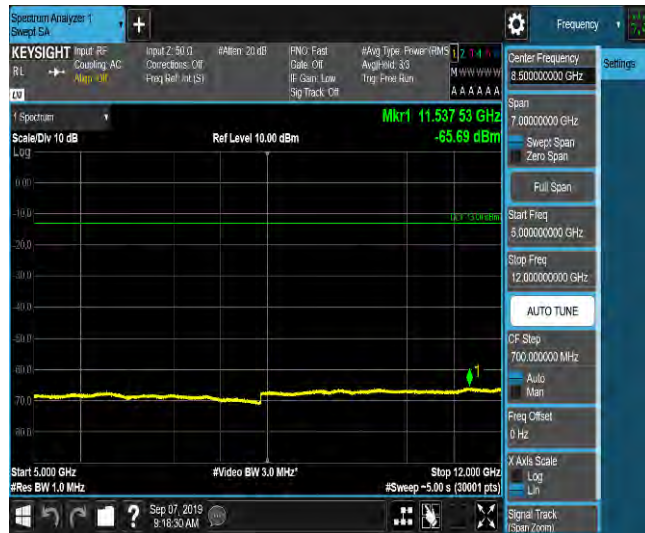 Spectrum Analyzer 1
Swept SA
+
Frequency
KEYSIGHT
Input: RF
Coupling: AC
Align: Off
Input Z: 50 Ω
Corrections: Off
Freq Ref: Int (S)
#Atten: 20 dB
PNO: Fast
Gate: Off
IF Gain: Low
Sig Track: Off
#Avg Type: Power (RMS
Trig: Free Run
1 2 3 4 5 6
M W W W W W
A A A A A A
RL
LV
1 Spectrum
Scale/Div 10 dB
Log
Ref Level 10.00 dBm
Mkr1 11.537 53 GHz
-65.69 dBm
0.00
-10.0
-20.0
-30.0
-40.0
-50.0
-60.0
-70.0
-80.0
1
Start 5.000 GHz
#Res BW 1.0 MHz
#Video BW 3.0 MHz*
Stop 12.000 GHz
#Sweep ~5.00 s (30001 pts)
Sep 07, 2019
9:18:30 AM
?
Settings
Center Frequency
8.500000000 GHz
Span
7.00000000 GHz
Swept Span
Zero Span
Full Span
Start Freq
5.000000000 GHz
Stop Freq
12.000000000 GHz
AUTO TUNE
CF Step
700.000000 MHz
Auto
Man
Freq Offset
0 Hz
X Axis Scale
Log
Lin
Signal Track
(Span Zoom)